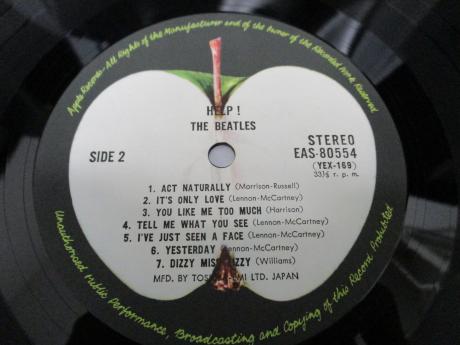 Apple Records - All Rights of the Manufacturer and of the Owner of the Recorded Work Reserved.
HELP!
THE BEATLES
SIDE 2
STEREO
EAS-80554
(YEX-169)
33⅓ r. p. m.
1. ACT NATURALLY (Morrison-Russell)
2. IT'S ONLY LOVE (Lennon-McCartney)
3. YOU LIKE ME TOO MUCH (Harrison)
4. TELL ME WHAT YOU SEE (Lennon-McCartney)
5. I'VE JUST SEEN A FACE (Lennon-McCartney)
6. YESTERDAY (Lennon-McCartney)
7. DIZZY MISS LIZZY (Williams)
MFD. BY TOSHIBA-EMI LTD. JAPAN
Unauthorised Public Performance, Broadcasting and Copying of this Record Prohibited